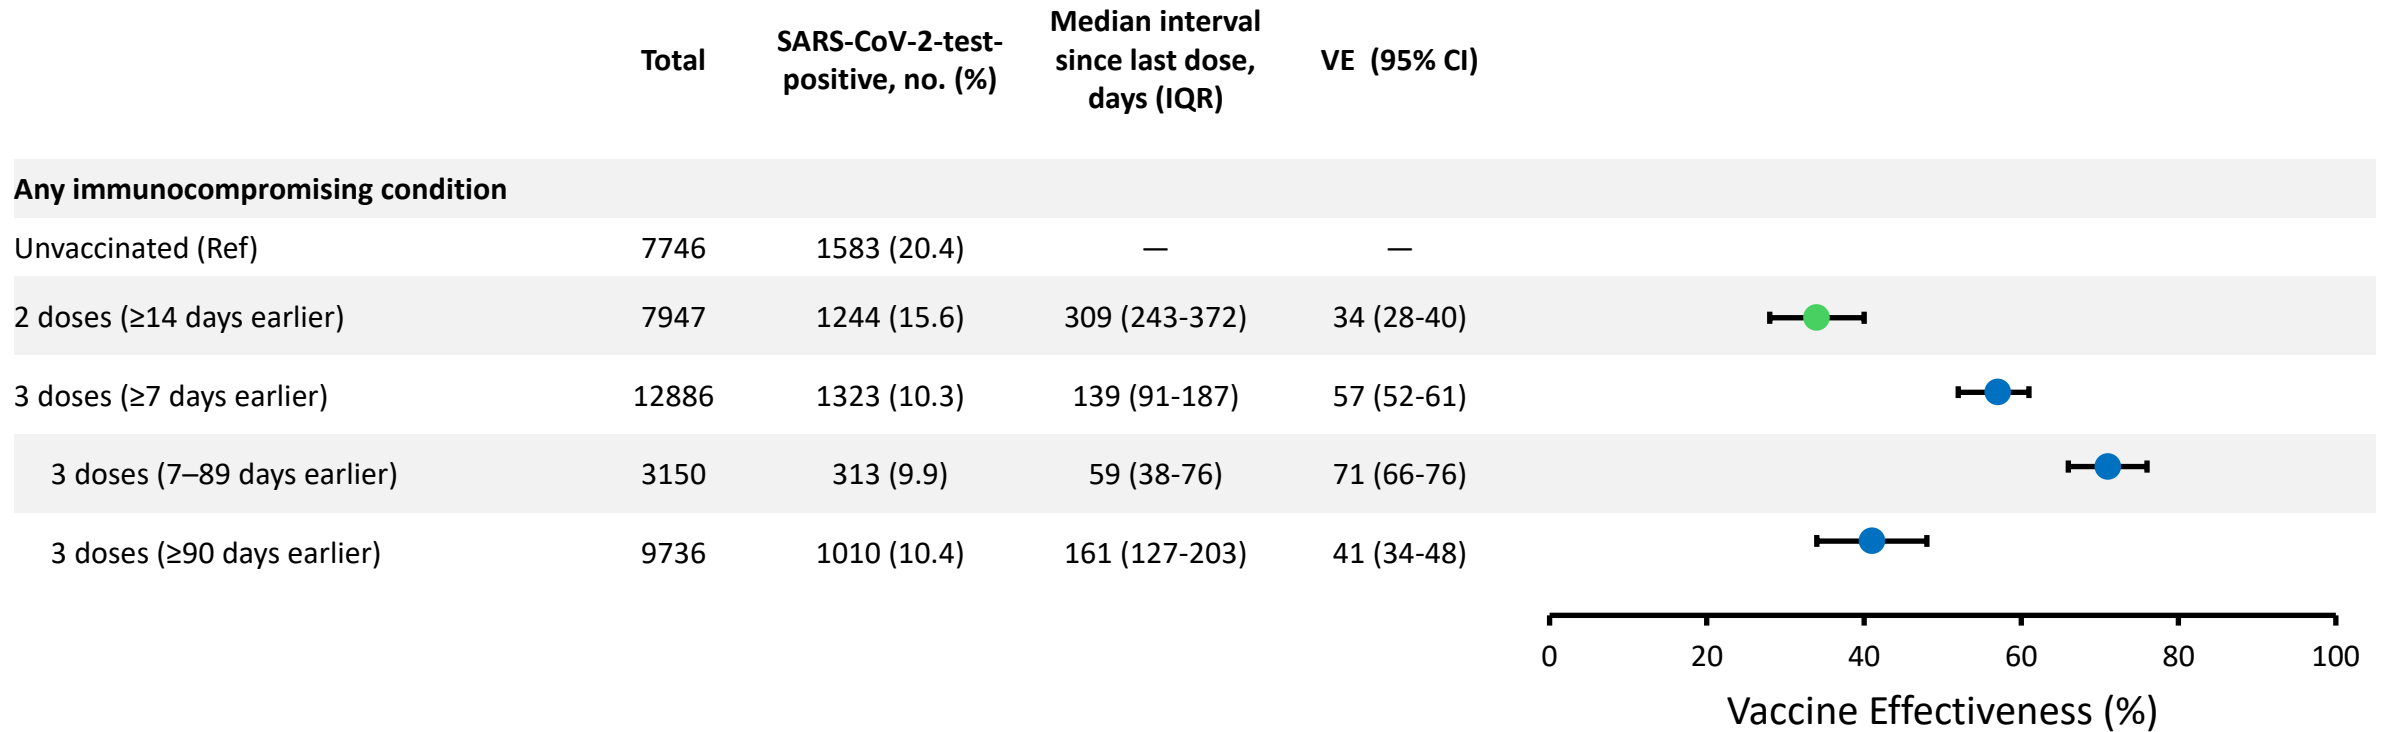 Total
SARS-CoV-2-test-
positive, no. (%)
Median interval
since last dose,
days (IQR)
VE (95% CI)
Any immunocompromising condition
Unvaccinated (Ref) 7746 1583 (20.4) — —
2 doses (≥14 days earlier) 7947 1244 (15.6) 309 (243-372) 34 (28-40)
3 doses (≥7 days earlier) 12886 1323 (10.3) 139 (91-187) 57 (52-61)
3 doses (7–89 days earlier) 3150 313 (9.9) 59 (38-76) 71 (66-76)
3 doses (≥90 days earlier) 9736 1010 (10.4) 161 (127-203) 41 (34-48)
0 20 40 60 80 100
Vaccine Effectiveness (%)